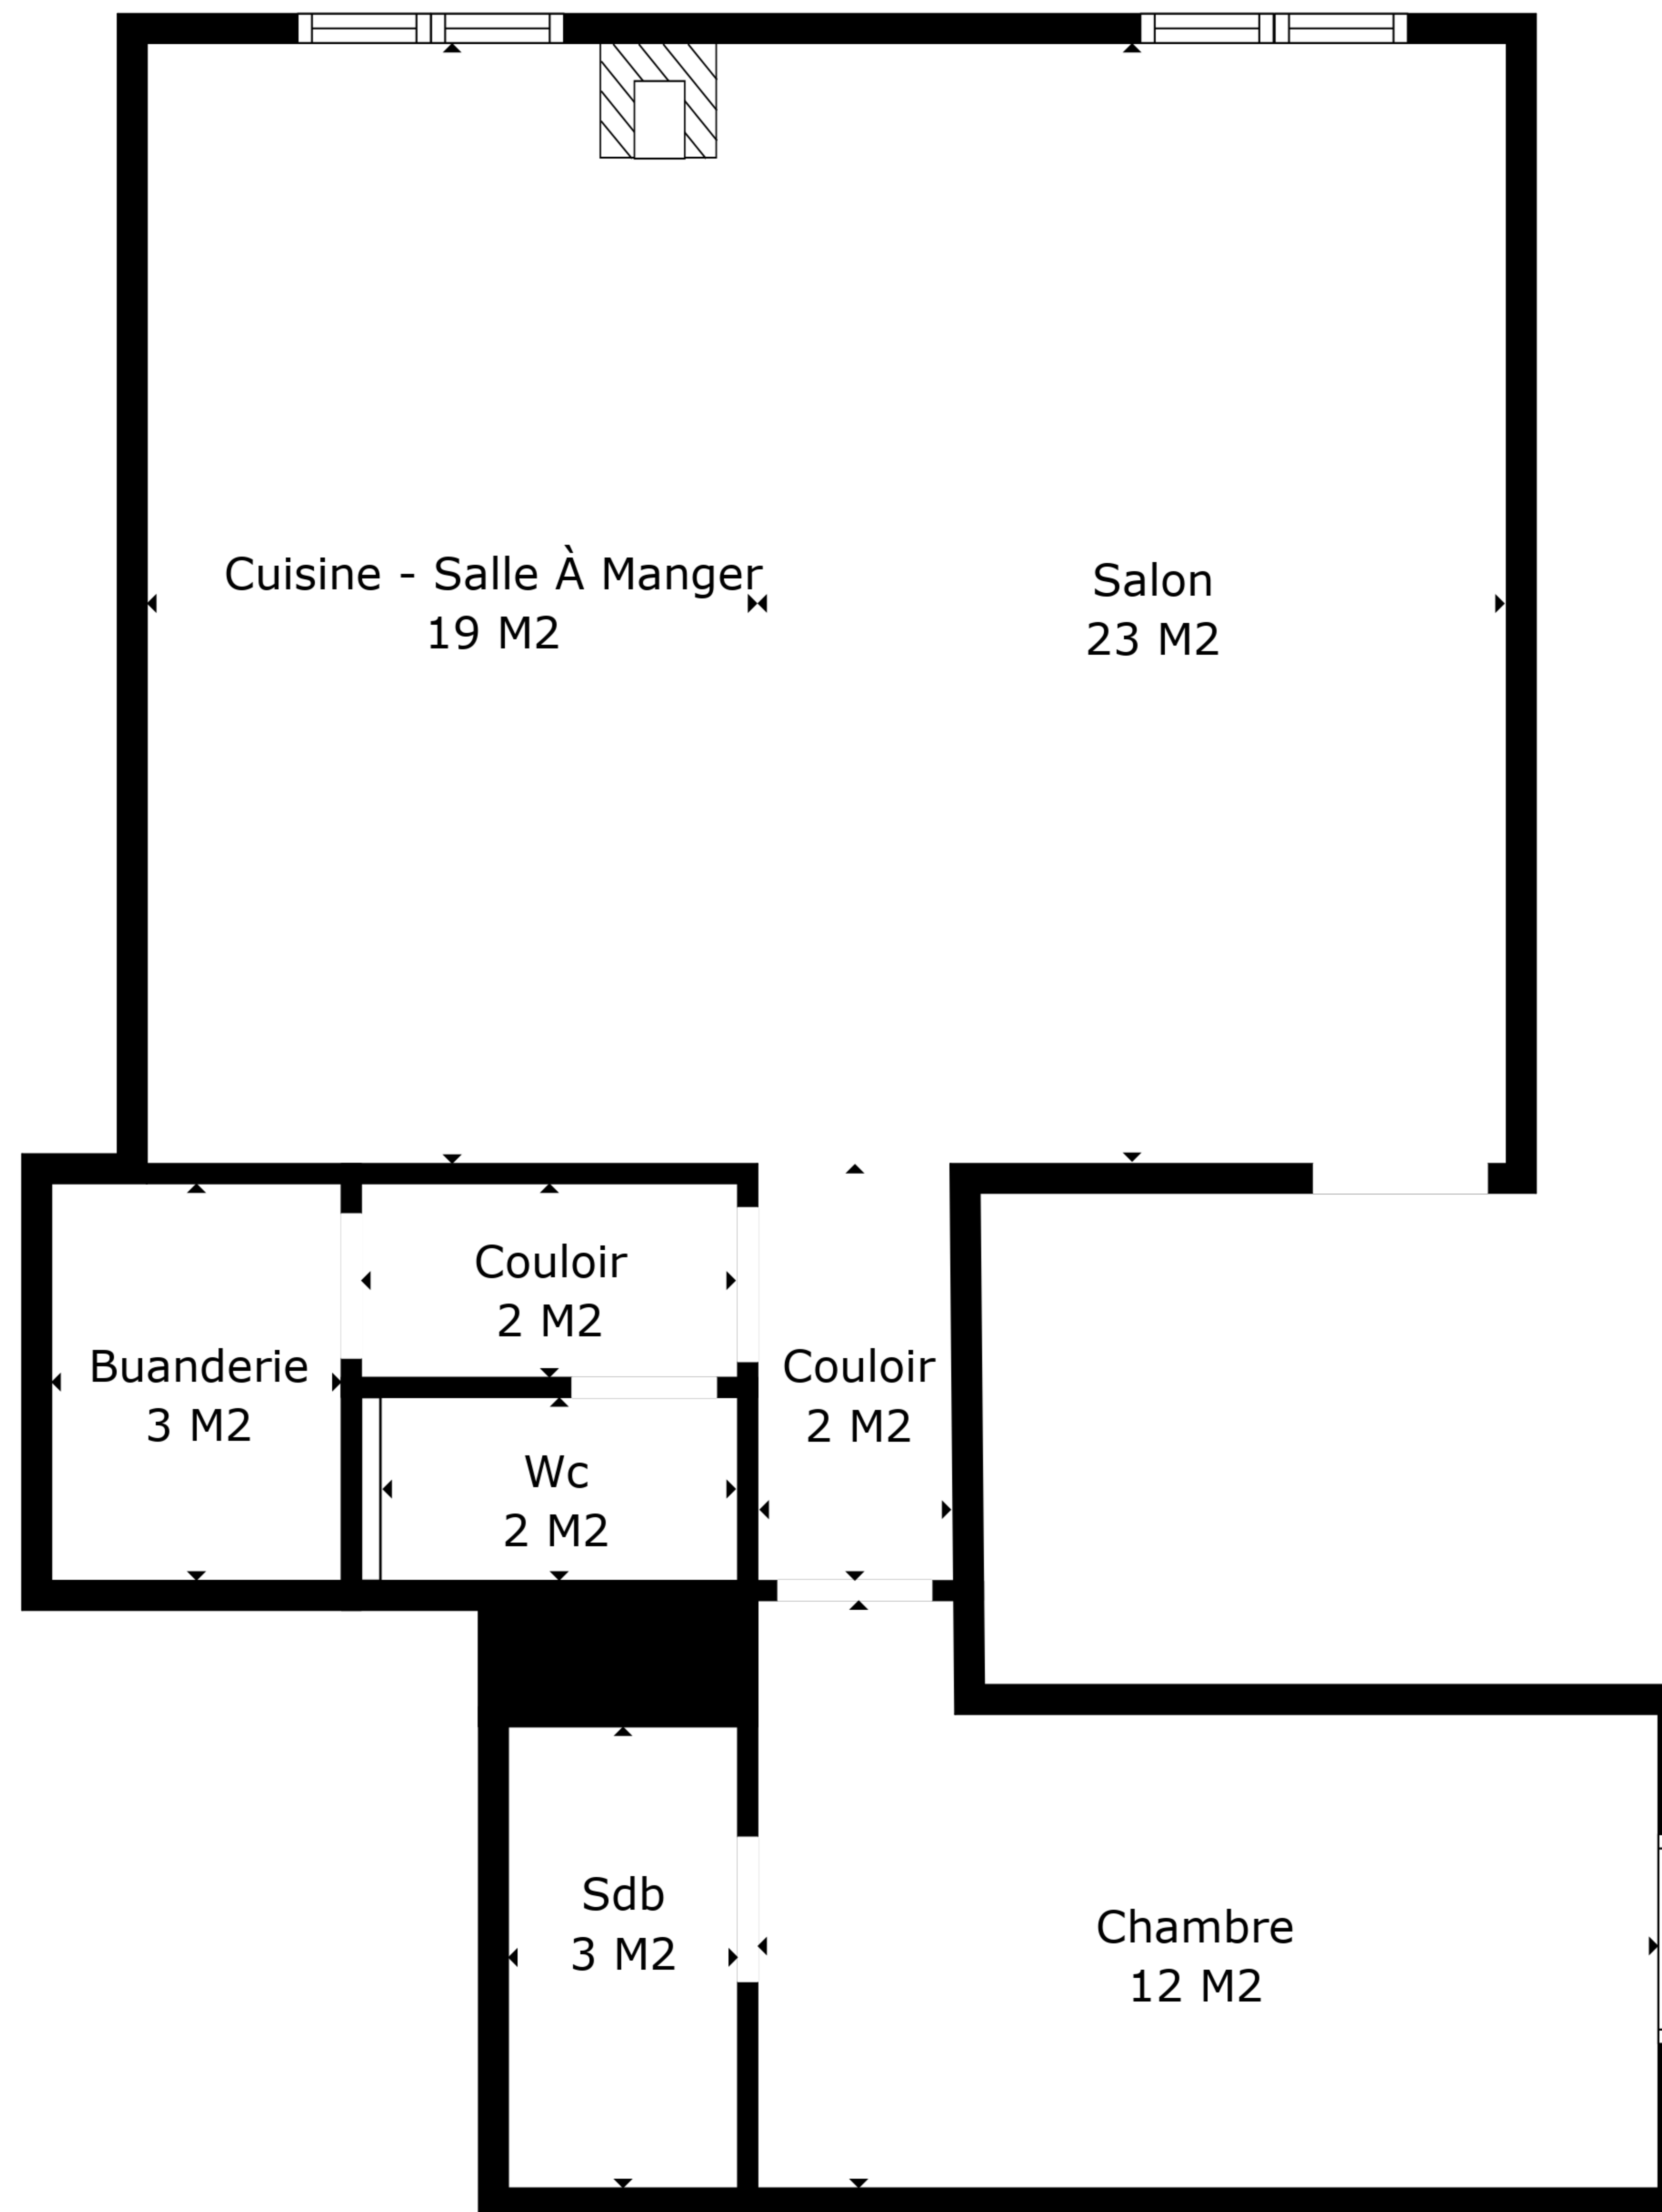 Cuisine - Salle À Manger
19 M2
Salon
23 M2
Couloir
2 M2
Buanderie
3 M2
Couloir
2 M2
Wc
2 M2
Sdb
3 M2
Chambre
12 M2